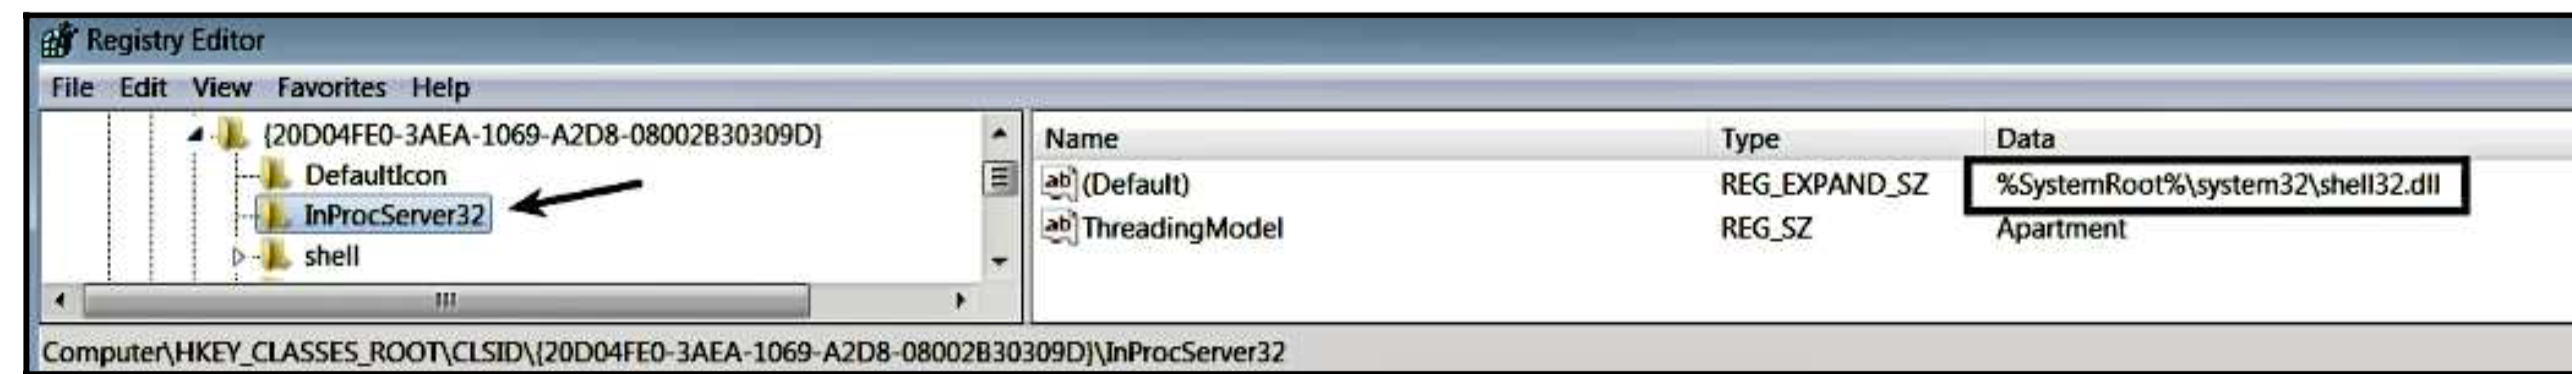 Registry Editor
File Edit View Favorites Help
{20D04FE0-3AEA-1069-A2D8-08002B30309D}
DefaultIcon
InProcServer32
shell
Name Type Data
(Default) REG_EXPAND_SZ %SystemRoot%\system32\shell32.dll
ThreadingModel REG_SZ Apartment
Computer\HKEY_CLASSES_ROOT\CLSID\{20D04FE0-3AEA-1069-A2D8-08002B30309D}\InProcServer32